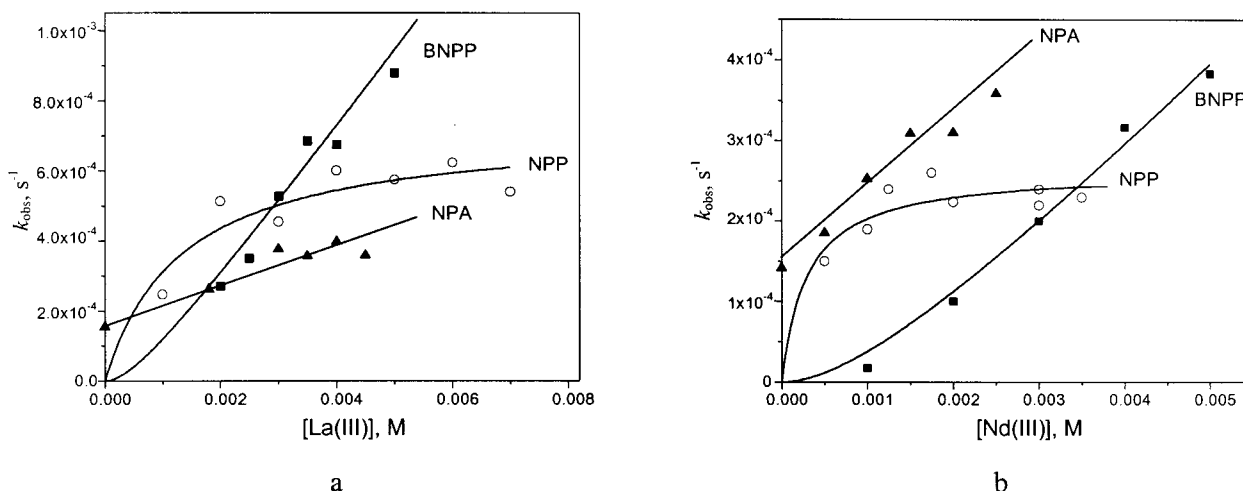 1.0x10⁻³
8.0x10⁻⁴
6.0x10⁻⁴
4.0x10⁻⁴
2.0x10⁻⁴
0.0
k_obs, s⁻¹
BNPP
NPP
NPA
0.000 0.002 0.004 0.006 0.008
[La(III)], M
a
4x10⁻⁴
3x10⁻⁴
2x10⁻⁴
1x10⁻⁴
0
k_obs, s⁻¹
NPA
BNPP
NPP
0.000 0.001 0.002 0.003 0.004 0.005
[Nd(III)], M
b